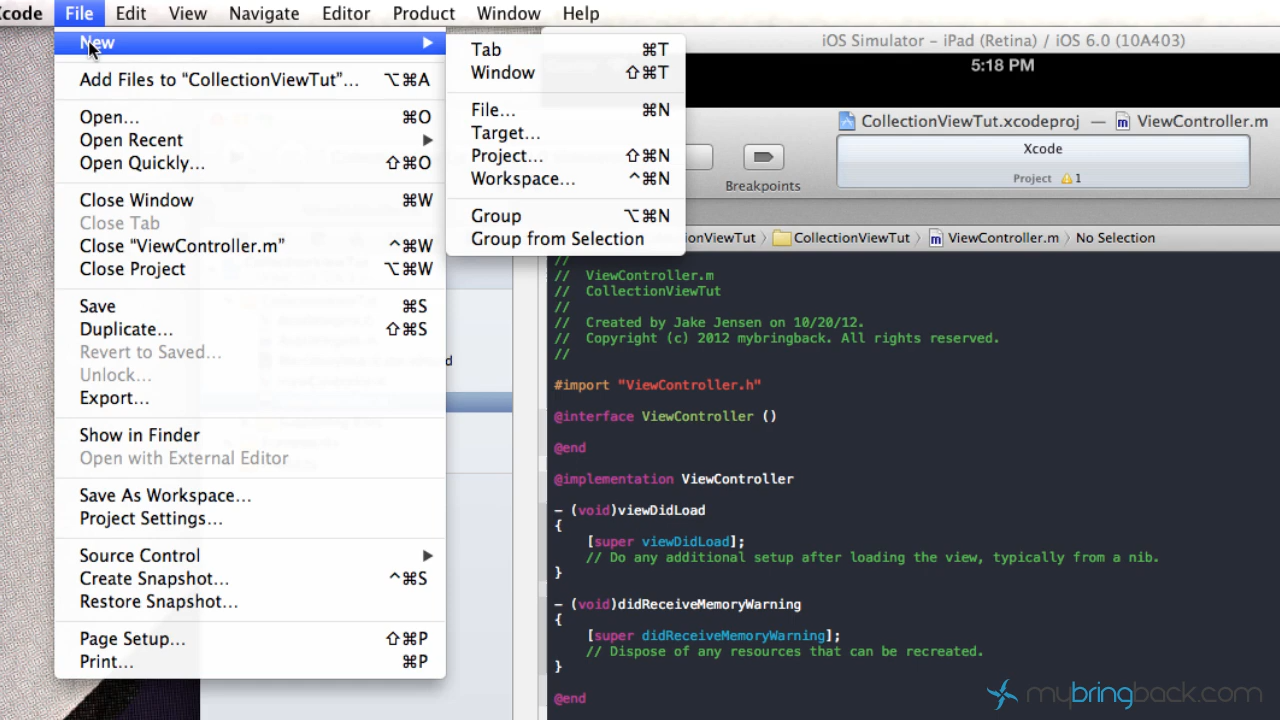 Xcode File Edit View Navigate Editor Product Window Help
New
Add Files to "CollectionViewTut"... ⌥⌘A
Open... ⌘O
Open Recent
Open Quickly... ⇧⌘O
Close Window ⌘W
Close Tab
Close "ViewController.m" ^⌘W
Close Project ⌥⌘W
Save ⌘S
Duplicate... ⇧⌘S
Revert to Saved...
Unlock...
Export...
Show in Finder
Open with External Editor
Save As Workspace...
Project Settings...
Source Control
Create Snapshot... ^⌘S
Restore Snapshot...
Page Setup... ⇧⌘P
Print... ⌘P
Tab ⌘T
Window ⇧⌘T
File... ⌘N
Target...
Project... ⇧⌘N
Workspace... ^⌘N
Group ⌥⌘N
Group from Selection
iOS Simulator – iPad (Retina) / iOS 6.0 (10A403)
5:18 PM
CollectionViewTut.xcodeproj — ViewController.m
Breakpoints
Xcode
Project 1
ionViewTut CollectionViewTut ViewController.m No Selection
//
// ViewController.m
// CollectionViewTut
//
// Created by Jake Jensen on 10/20/12.
// Copyright (c) 2012 mybringback. All rights reserved.
//
#import "ViewController.h"
@interface ViewController ()
@end
@implementation ViewController
- (void)viewDidLoad
{
[super viewDidLoad];
// Do any additional setup after loading the view, typically from a nib.
}
- (void)didReceiveMemoryWarning
{
[super didReceiveMemoryWarning];
// Dispose of any resources that can be recreated.
}
@end
mybringback.com